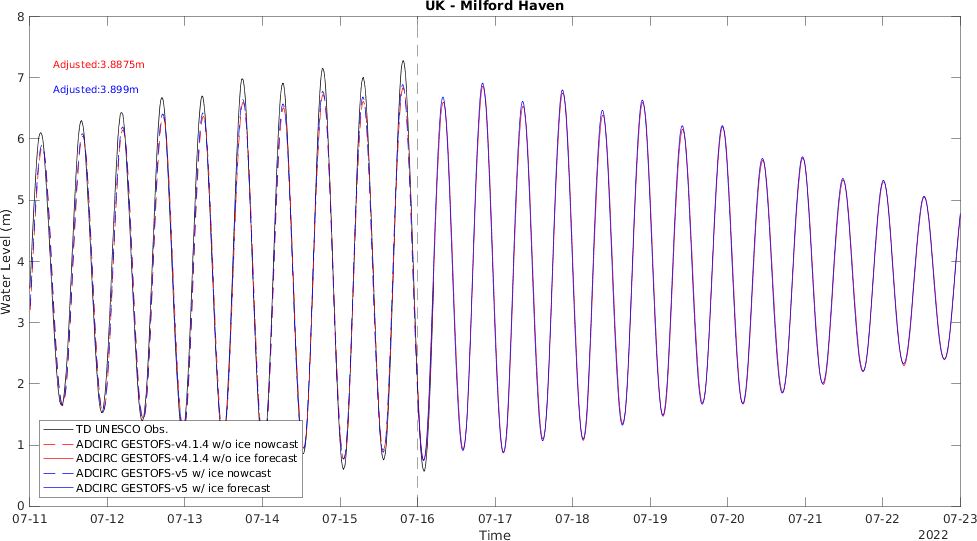 UK - Milford Haven
8
7
6
5
4
3
2
1
0
Water Level (m)
Adjusted:3.8875m
Adjusted:3.899m
TD UNESCO Obs.
ADCIRC GESTOFS-v4.1.4 w/o ice nowcast
ADCIRC GESTOFS-v4.1.4 w/o ice forecast
ADCIRC GESTOFS-v5 w/ ice nowcast
ADCIRC GESTOFS-v5 w/ ice forecast
07-11 07-12 07-13 07-14 07-15 07-16 07-17 07-18 07-19 07-20 07-21 07-22 07-23
Time
2022